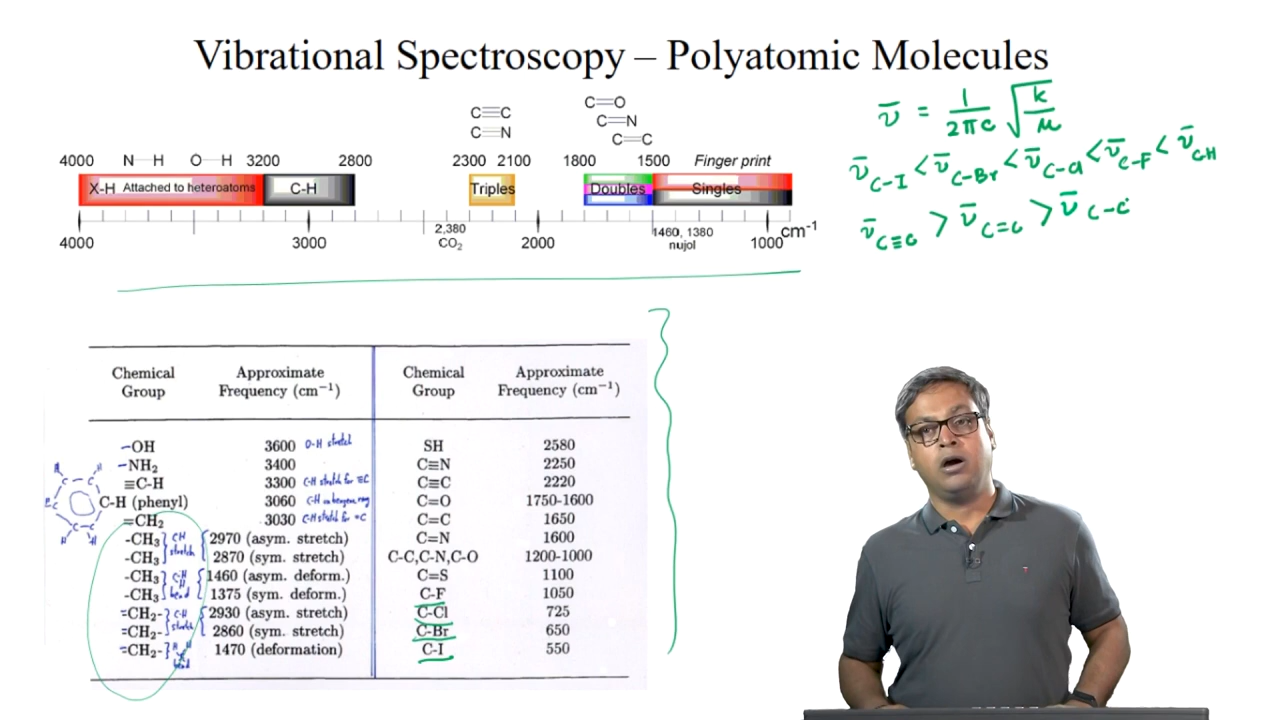 Vibrational Spectroscopy – Polyatomic Molecules
C≡C
C≡N
C=O
C=N
C=C
4000 N H O H 3200 2800 2300 2100 1800 1500 Finger print
X-H Attached to heteroatoms C-H Triples Doubles Singles
4000 3000 2,380 CO₂ 2000 1460, 1380 nujol 1000 cm⁻¹
ν̄ = 1/2πc √k/μ
ν̄ C-I < ν̄ C-Br < ν̄ C-Cl < ν̄ C-F < ν̄ C-H
ν̄ C≡C > ν̄ C=C > ν̄ C-C
Chemical Approximate Chemical Approximate
Group Frequency (cm⁻¹) Group Frequency (cm⁻¹)
-OH 3600 O-H stretch SH 2580
-NH₂ 3400 C≡N 2250
≡C-H 3300 C-H stretch for ≡C C≡C 2220
C-H (phenyl) 3060 C-H on benzene ring C=O 1750-1600
=CH₂ 3030 C-H stretch for =C C=C 1650
-CH₃ CH 2970 (asym. stretch) C=N 1600
-CH₃ stretch 2870 (sym. stretch) C-C,C-N,C-O 1200-1000
-CH₃ C-H 1460 (asym. deform.) C=S 1100
-CH₃ bend 1375 (sym. deform.) C-F 1050
=CH₂- C-H 2930 (asym. stretch) C-Cl 725
=CH₂- stretch 2860 (sym. stretch) C-Br 650
=CH₂- 1470 (deformation) C-I 550
bend